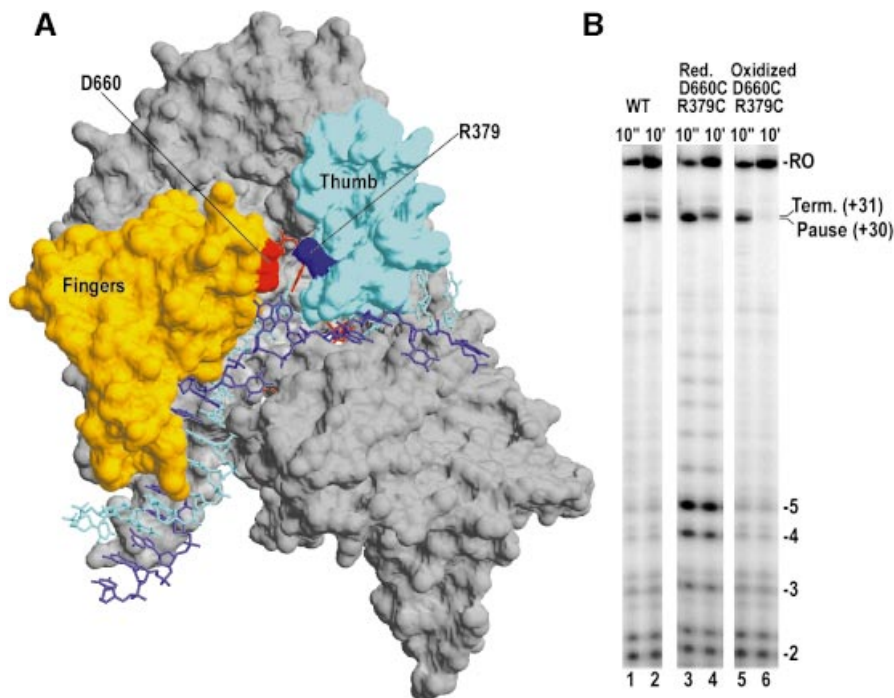 A
D660
R379
Thumb
Fingers
B
Red. Oxidized
D660C D660C
WT R379C R379C
10" 10' 10" 10' 10" 10'
-RO
Term. (+31)
Pause (+30)
-5
-4
-3
-2
1 2 3 4 5 6